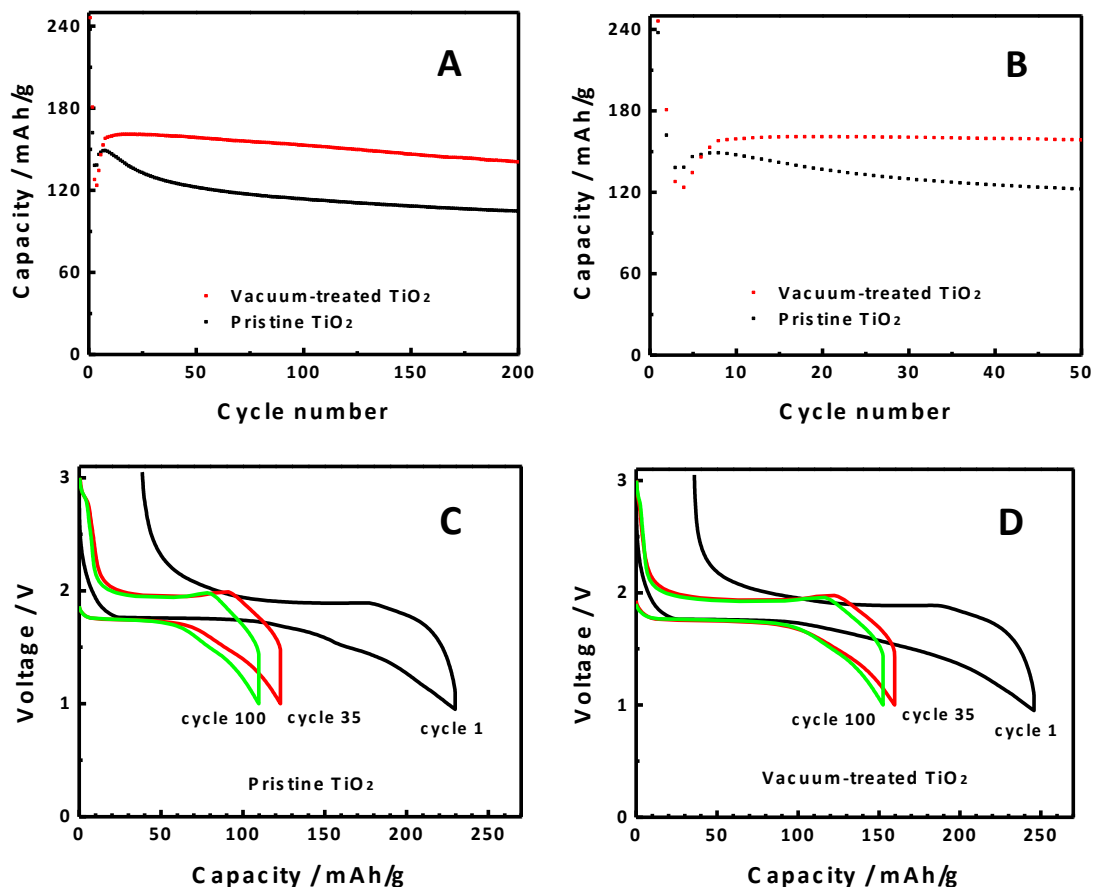 A
Capacity / mAh/g
240
180
120
60
0
Vacuum-treated TiO2
Pristine TiO2
0 50 100 150 200
Cycle number
B
Capacity / mAh/g
240
180
120
60
0
Vacuum-treated TiO2
Pristine TiO2
0 10 20 30 40 50
Cycle number
C
Voltage / V
3
2
1
0
cycle 100
cycle 35
cycle 1
Pristine TiO2
0 50 100 150 200 250
Capacity / mAh/g
D
Voltage / V
3
2
1
0
cycle 100
cycle 35
cycle 1
Vacuum-treated TiO2
0 50 100 150 200 250
Capacity / mAh/g